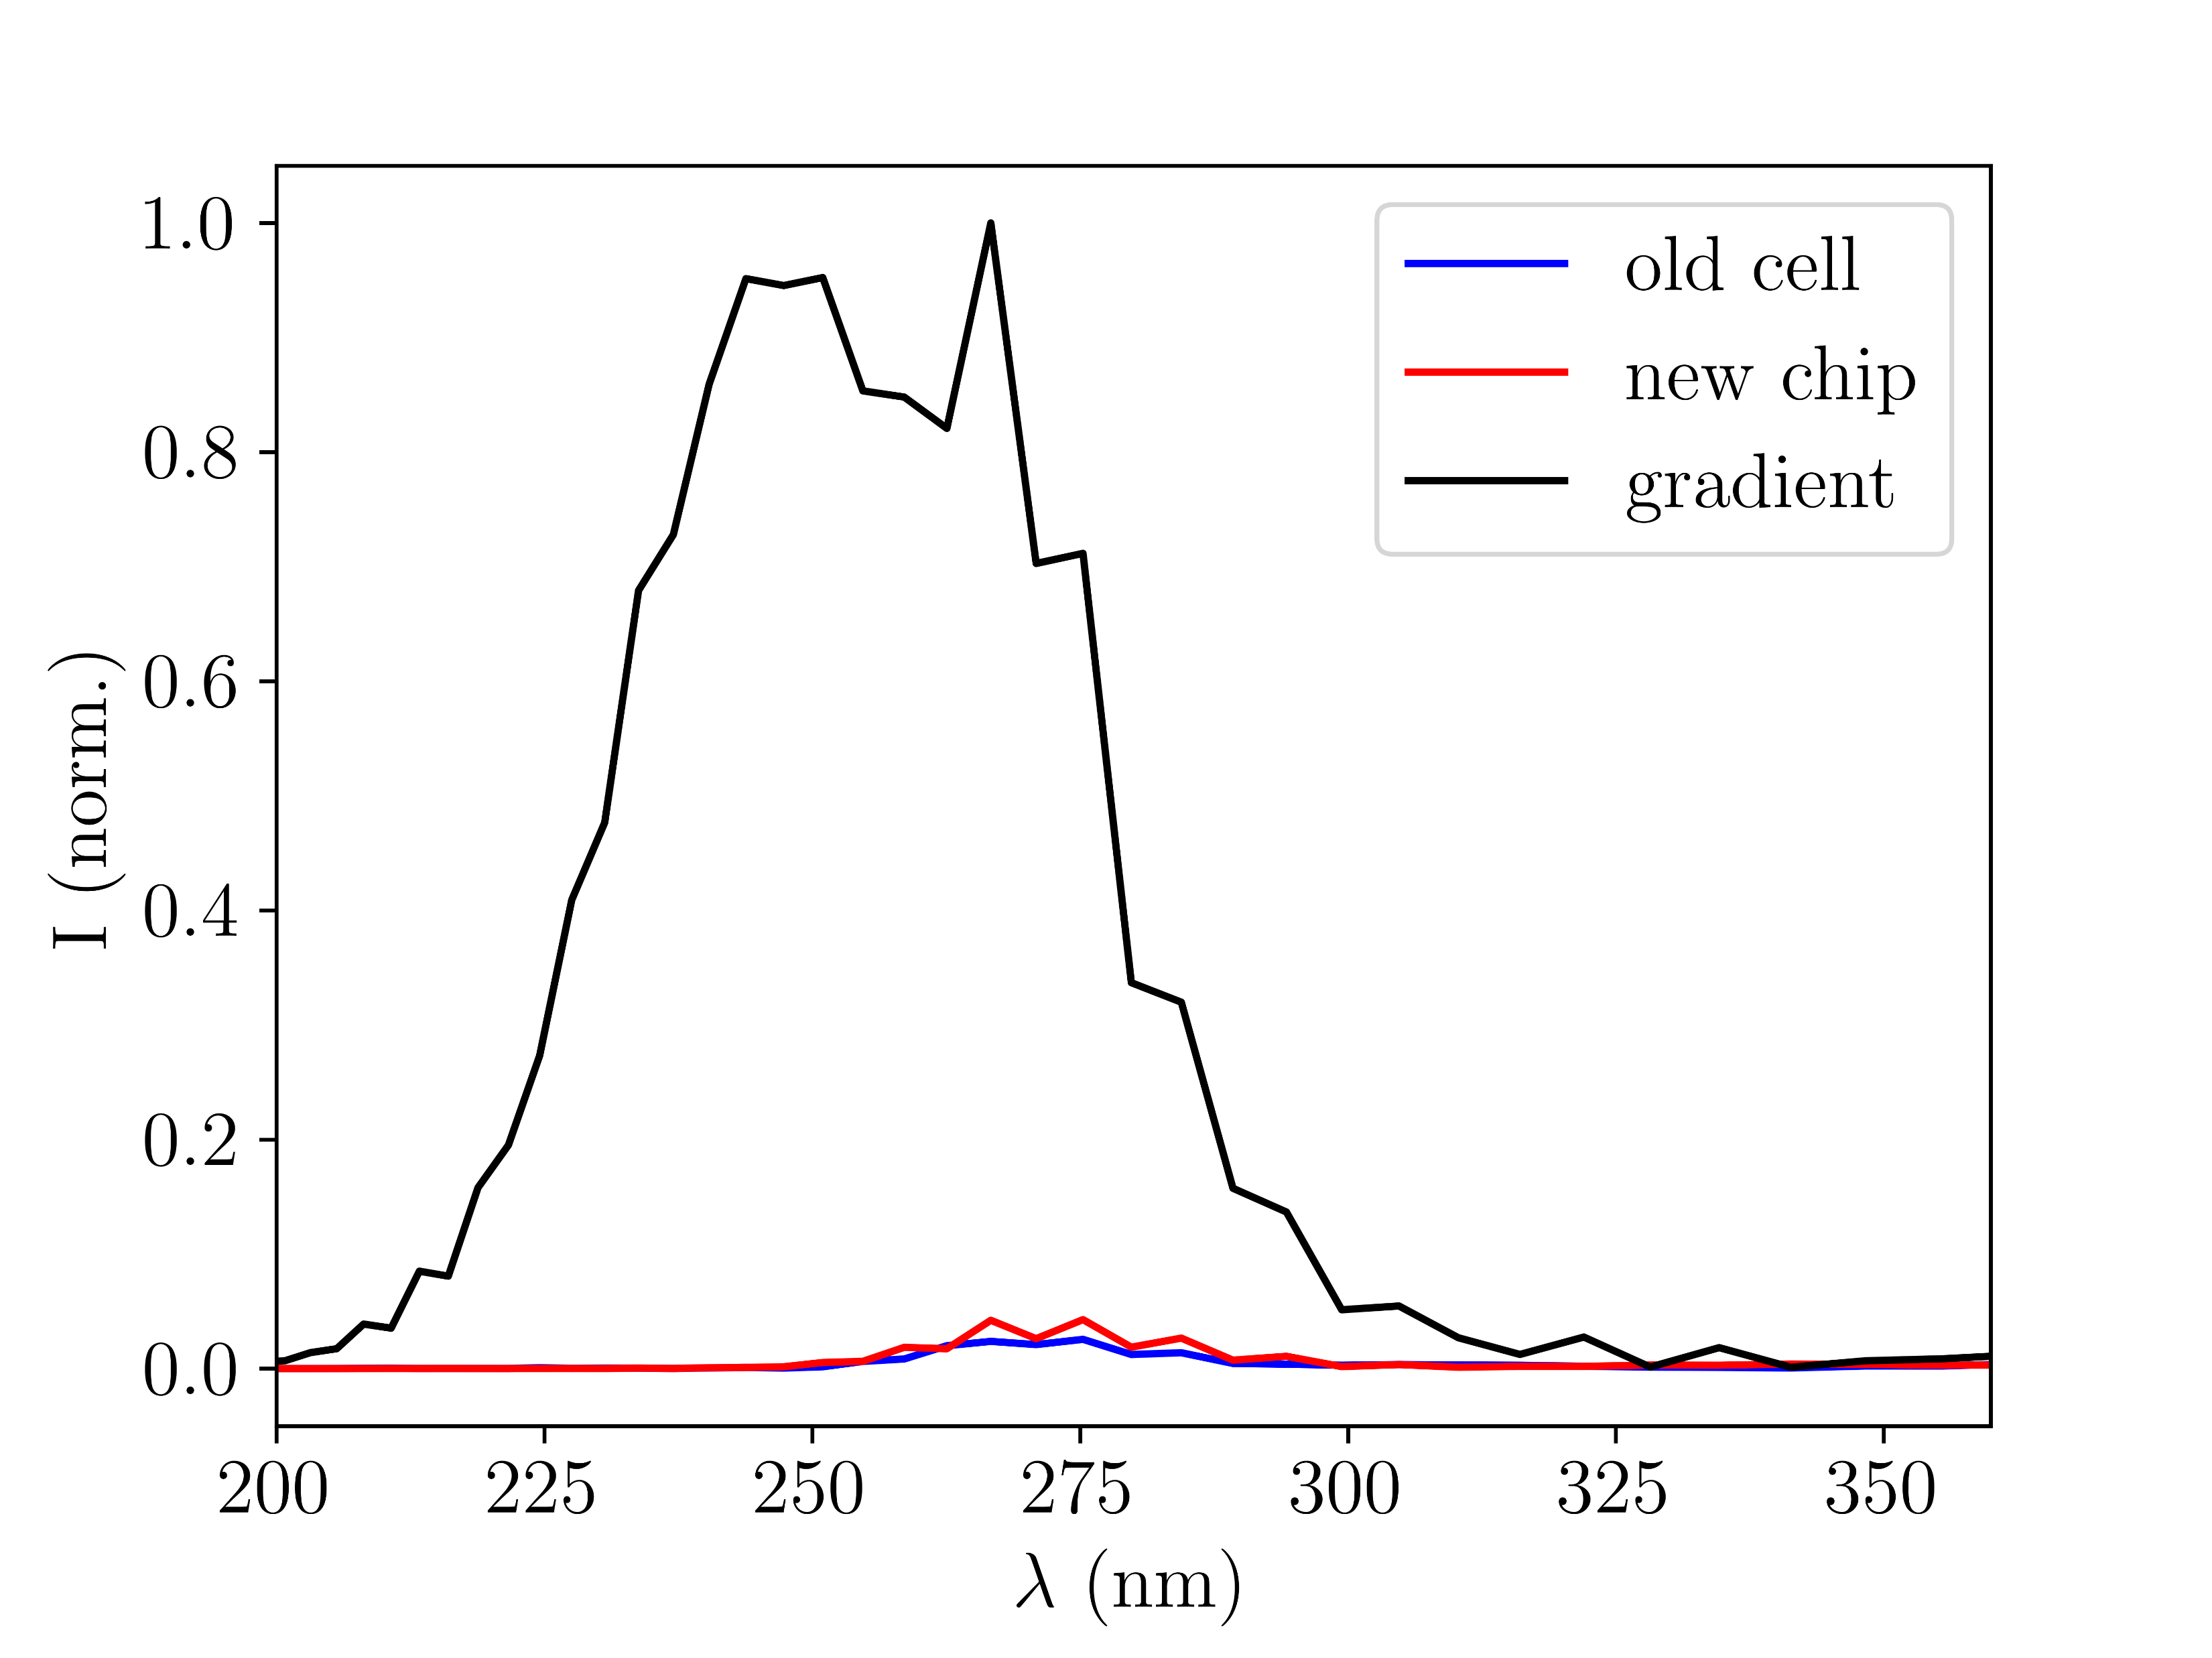 old cell
new chip
gradient
1.0
0.8
0.6
0.4
0.2
0.0
I (norm.)
200 225 250 275 300 325 350
λ (nm)